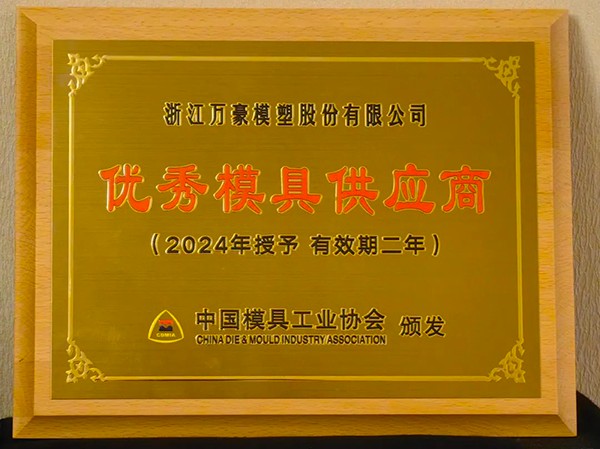 浙江万豪模塑股份有限公司
优秀模具供应商
（2024年授予 有效期二年）
中国模具工业协会 颁发
CHINA DIE & MOULD INDUSTRY ASSOCIATION
CDMIA